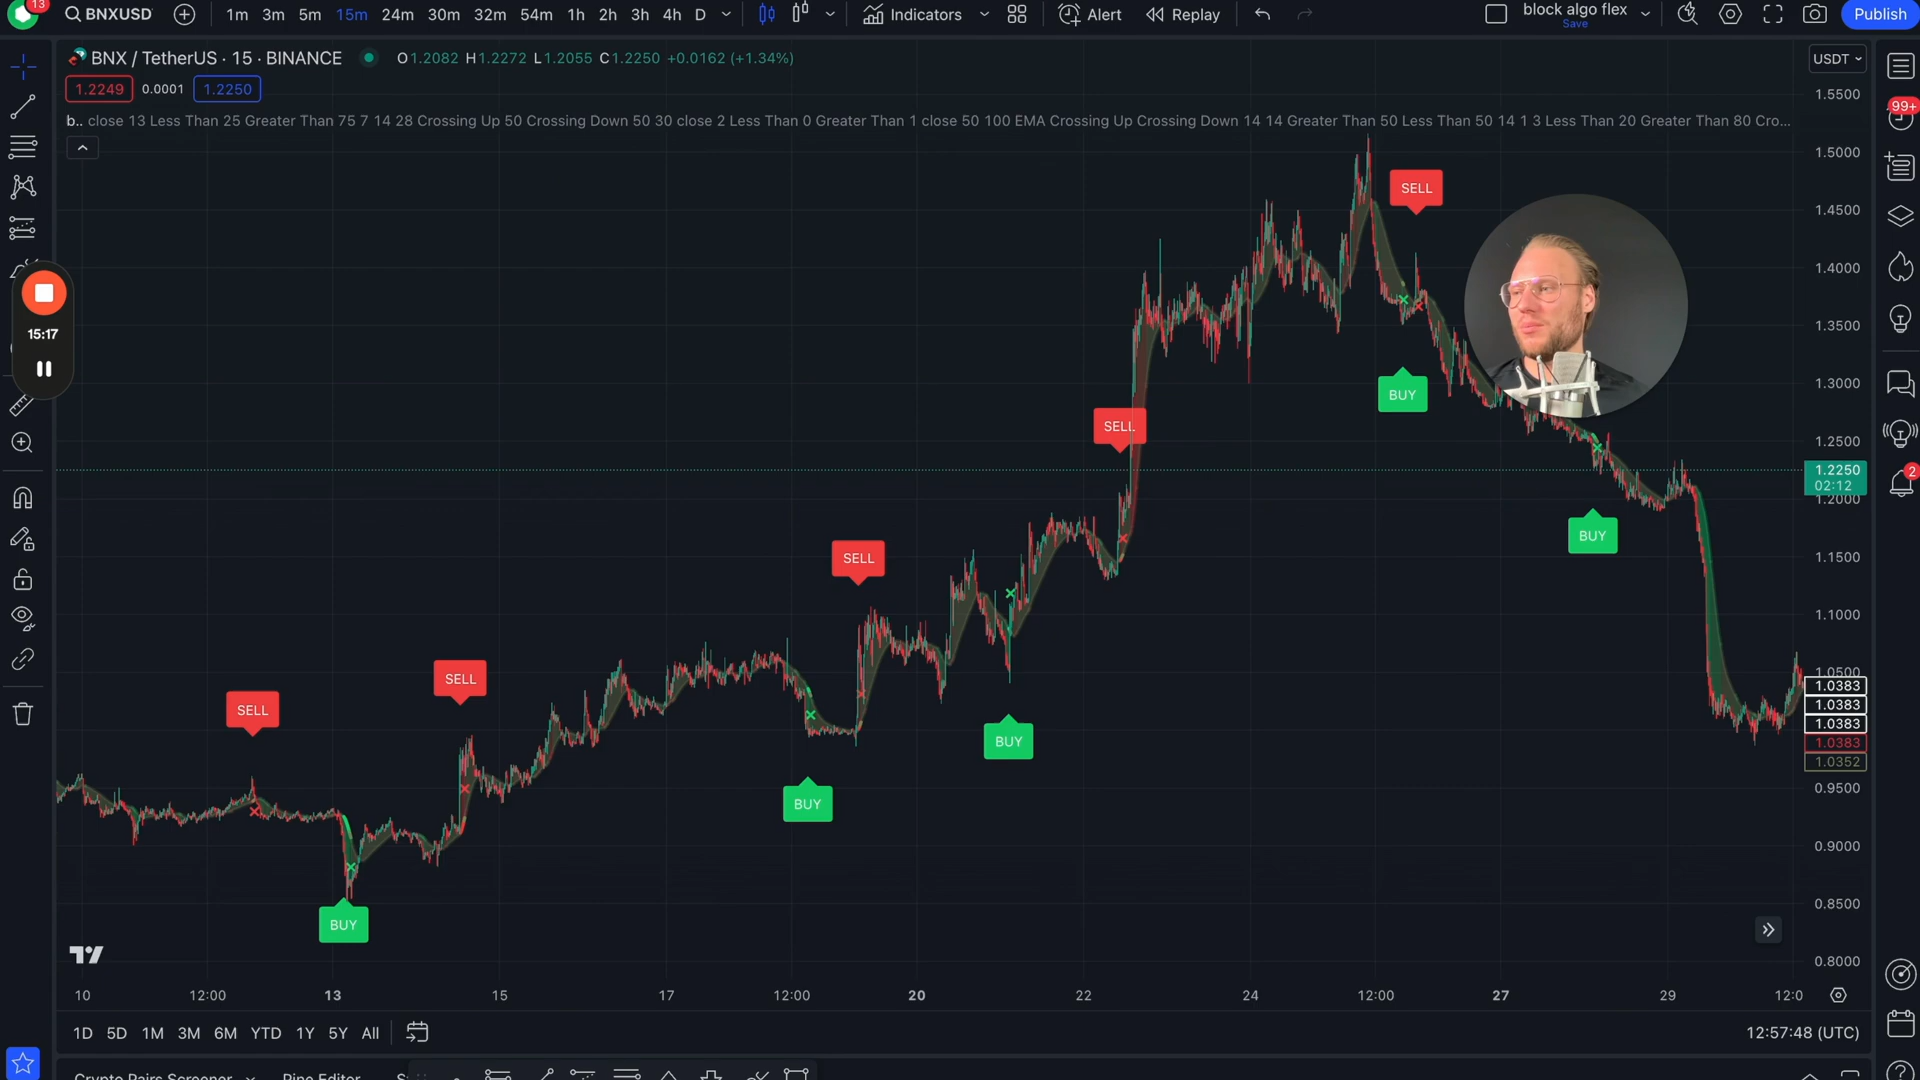 13
BNXUSD 1m 3m 5m 15m 24m 30m 32m 54m 1h 2h 3h 4h D Indicators Alert Replay block algo flex Save Publish
BNX / TetherUS · 15 · BINANCE O1.2082 H1.2272 L1.2055 C1.2250 +0.0162 (+1.34%)
USDT
1.2249 0.0001 1.2250
b.. close 13 Less Than 25 Greater Than 75 7 14 28 Crossing Up 50 Crossing Down 50 30 close 2 Less Than 0 Greater Than 1 close 50 100 EMA Crossing Up Crossing Down 14 14 Greater Than 50 Less Than 50 14 1 3 Less Than 20 Greater Than 80 Cro...
1.5500
99+
1.5000
SELL
1.4500
1.4000
15:17
1.3500
1.3000
BUY
SELL
1.2500
1.2250
02:12
2
1.2000
BUY
SELL
1.1500
1.1000
SELL
1.0500
1.0383
1.0383
SELL
1.0383
BUY
1.0383
1.0352
0.9500
BUY
0.9000
BUY
0.8500
0.8000
10 12:00 13 15 17 12:00 20 22 24 12:00 27 29 12:0
1D 5D 1M 3M 6M YTD 1Y 5Y All
12:57:48 (UTC)
Crypto Pairs Screener Pine Editor